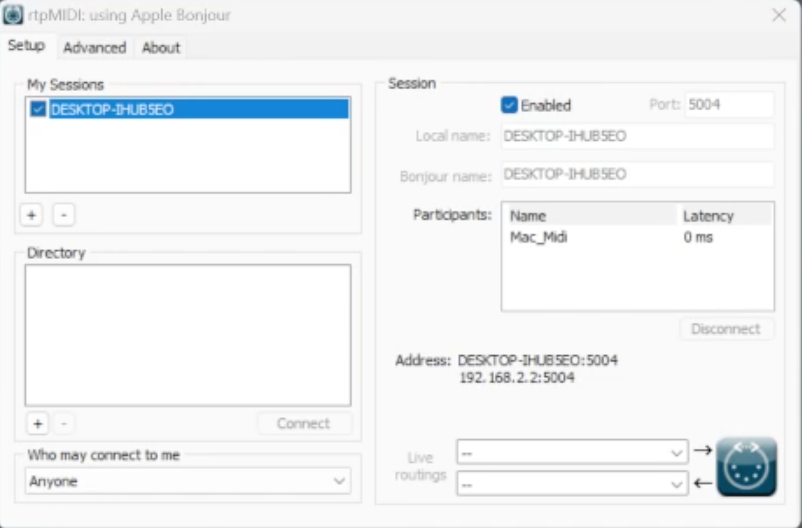 rtpMIDI: using Apple Bonjour
Setup Advanced About
My Sessions
DESKTOP-IHUB5EO
+ -
Directory
+ - Connect
Who may connect to me
Anyone
Session
Enabled Port: 5004
Local name: DESKTOP-IHUB5EO
Bonjour name: DESKTOP-IHUB5EO
Participants: Name Latency
Mac_Midi 0 ms
Disconnect
Address: DESKTOP-IHUB5EO:5004
192.168.2.2:5004
Live
routings
--
--